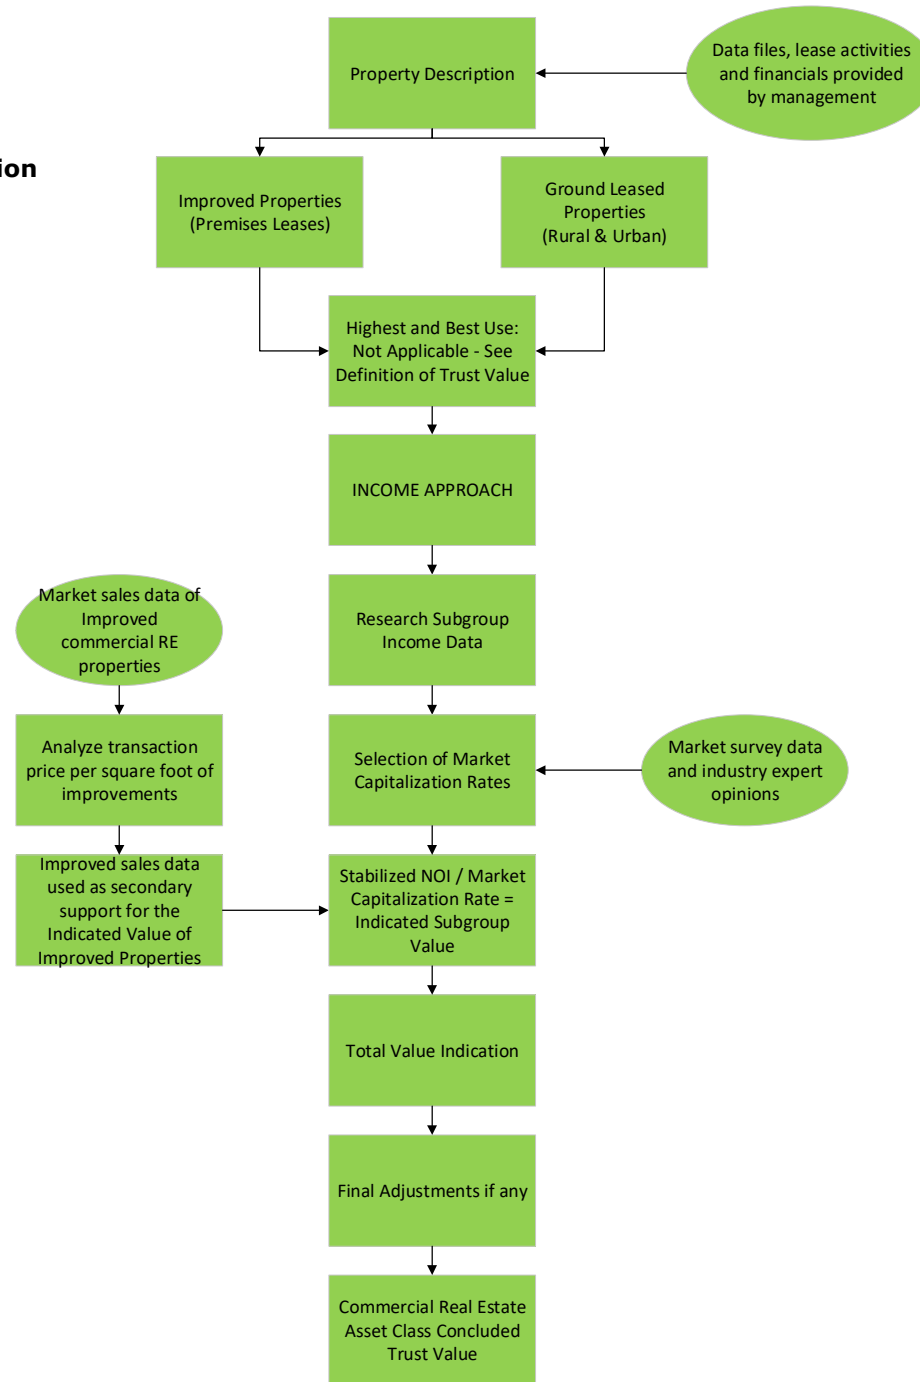 Property Description
Data files, lease activities
and financials provided
by management
ion
Improved Properties
(Premises Leases)
Ground Leased
Properties
(Rural & Urban)
Highest and Best Use:
Not Applicable - See
Definition of Trust Value
INCOME APPROACH
Market sales data of
Improved
commercial RE
properties
Research Subgroup
Income Data
Analyze transaction
price per square foot of
improvements
Selection of Market
Capitalization Rates
Market survey data
and industry expert
opinions
Improved sales data
used as secondary
support for the
Indicated Value of
Improved Properties
Stabilized NOI / Market
Capitalization Rate =
Indicated Subgroup
Value
Total Value Indication
Final Adjustments if any
Commercial Real Estate
Asset Class Concluded
Trust Value